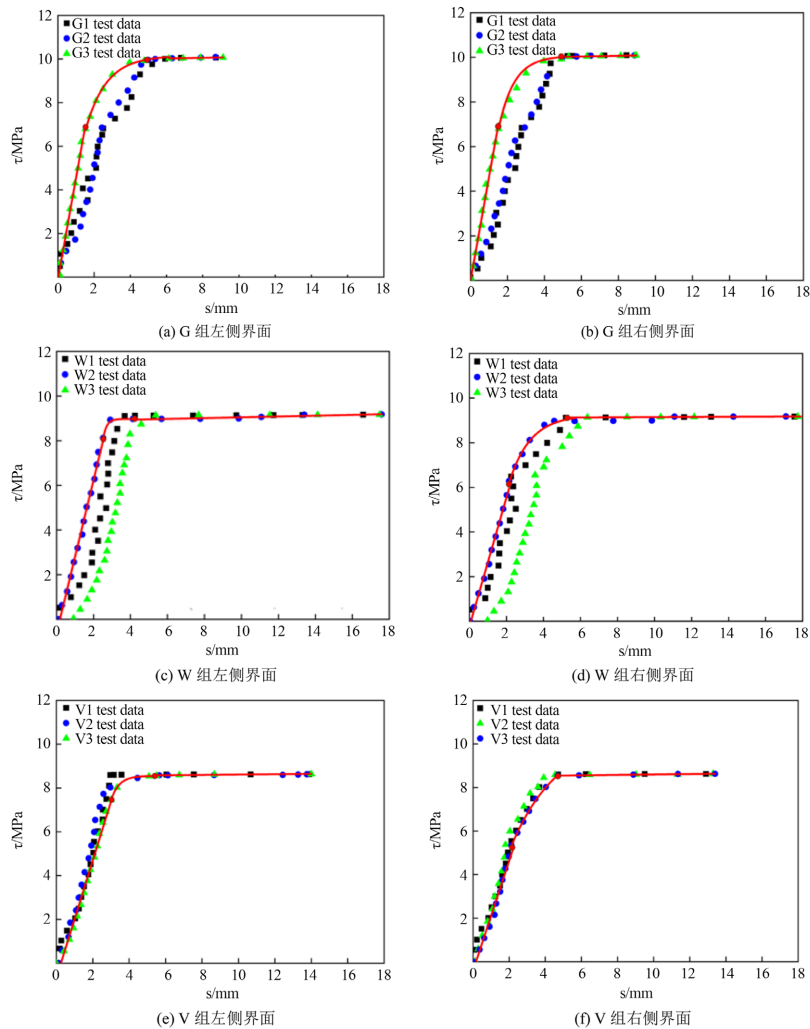 12
G1 test data
G2 test data
G3 test data
10
8
τ/MPa
6
4
2
0 2 4 6 8 10 12 14 16 18
s/mm
(a) G 组左侧界面
12
G1 test data
G2 test data
G3 test data
10
8
τ/MPa
6
4
2
0 2 4 6 8 10 12 14 16 18
s/mm
(b) G 组右侧界面
12
W1 test data
W2 test data
W3 test data
10
8
τ/MPa
6
4
2
0 2 4 6 8 10 12 14 16 18
s/mm
(c) W 组左侧界面
12
W1 test data
W2 test data
W3 test data
10
8
τ/MPa
6
4
2
0 2 4 6 8 10 12 14 16 18
s/mm
(d) W 组右侧界面
12
V1 test data
V2 test data
V3 test data
10
8
τ/MPa
6
4
2
0 2 4 6 8 10 12 14 16 18
s/mm
(e) V 组左侧界面
12
V1 test data
V2 test data
V3 test data
10
8
τ/MPa
6
4
2
0 2 4 6 8 10 12 14 16 18
s/mm
(f) V 组右侧界面